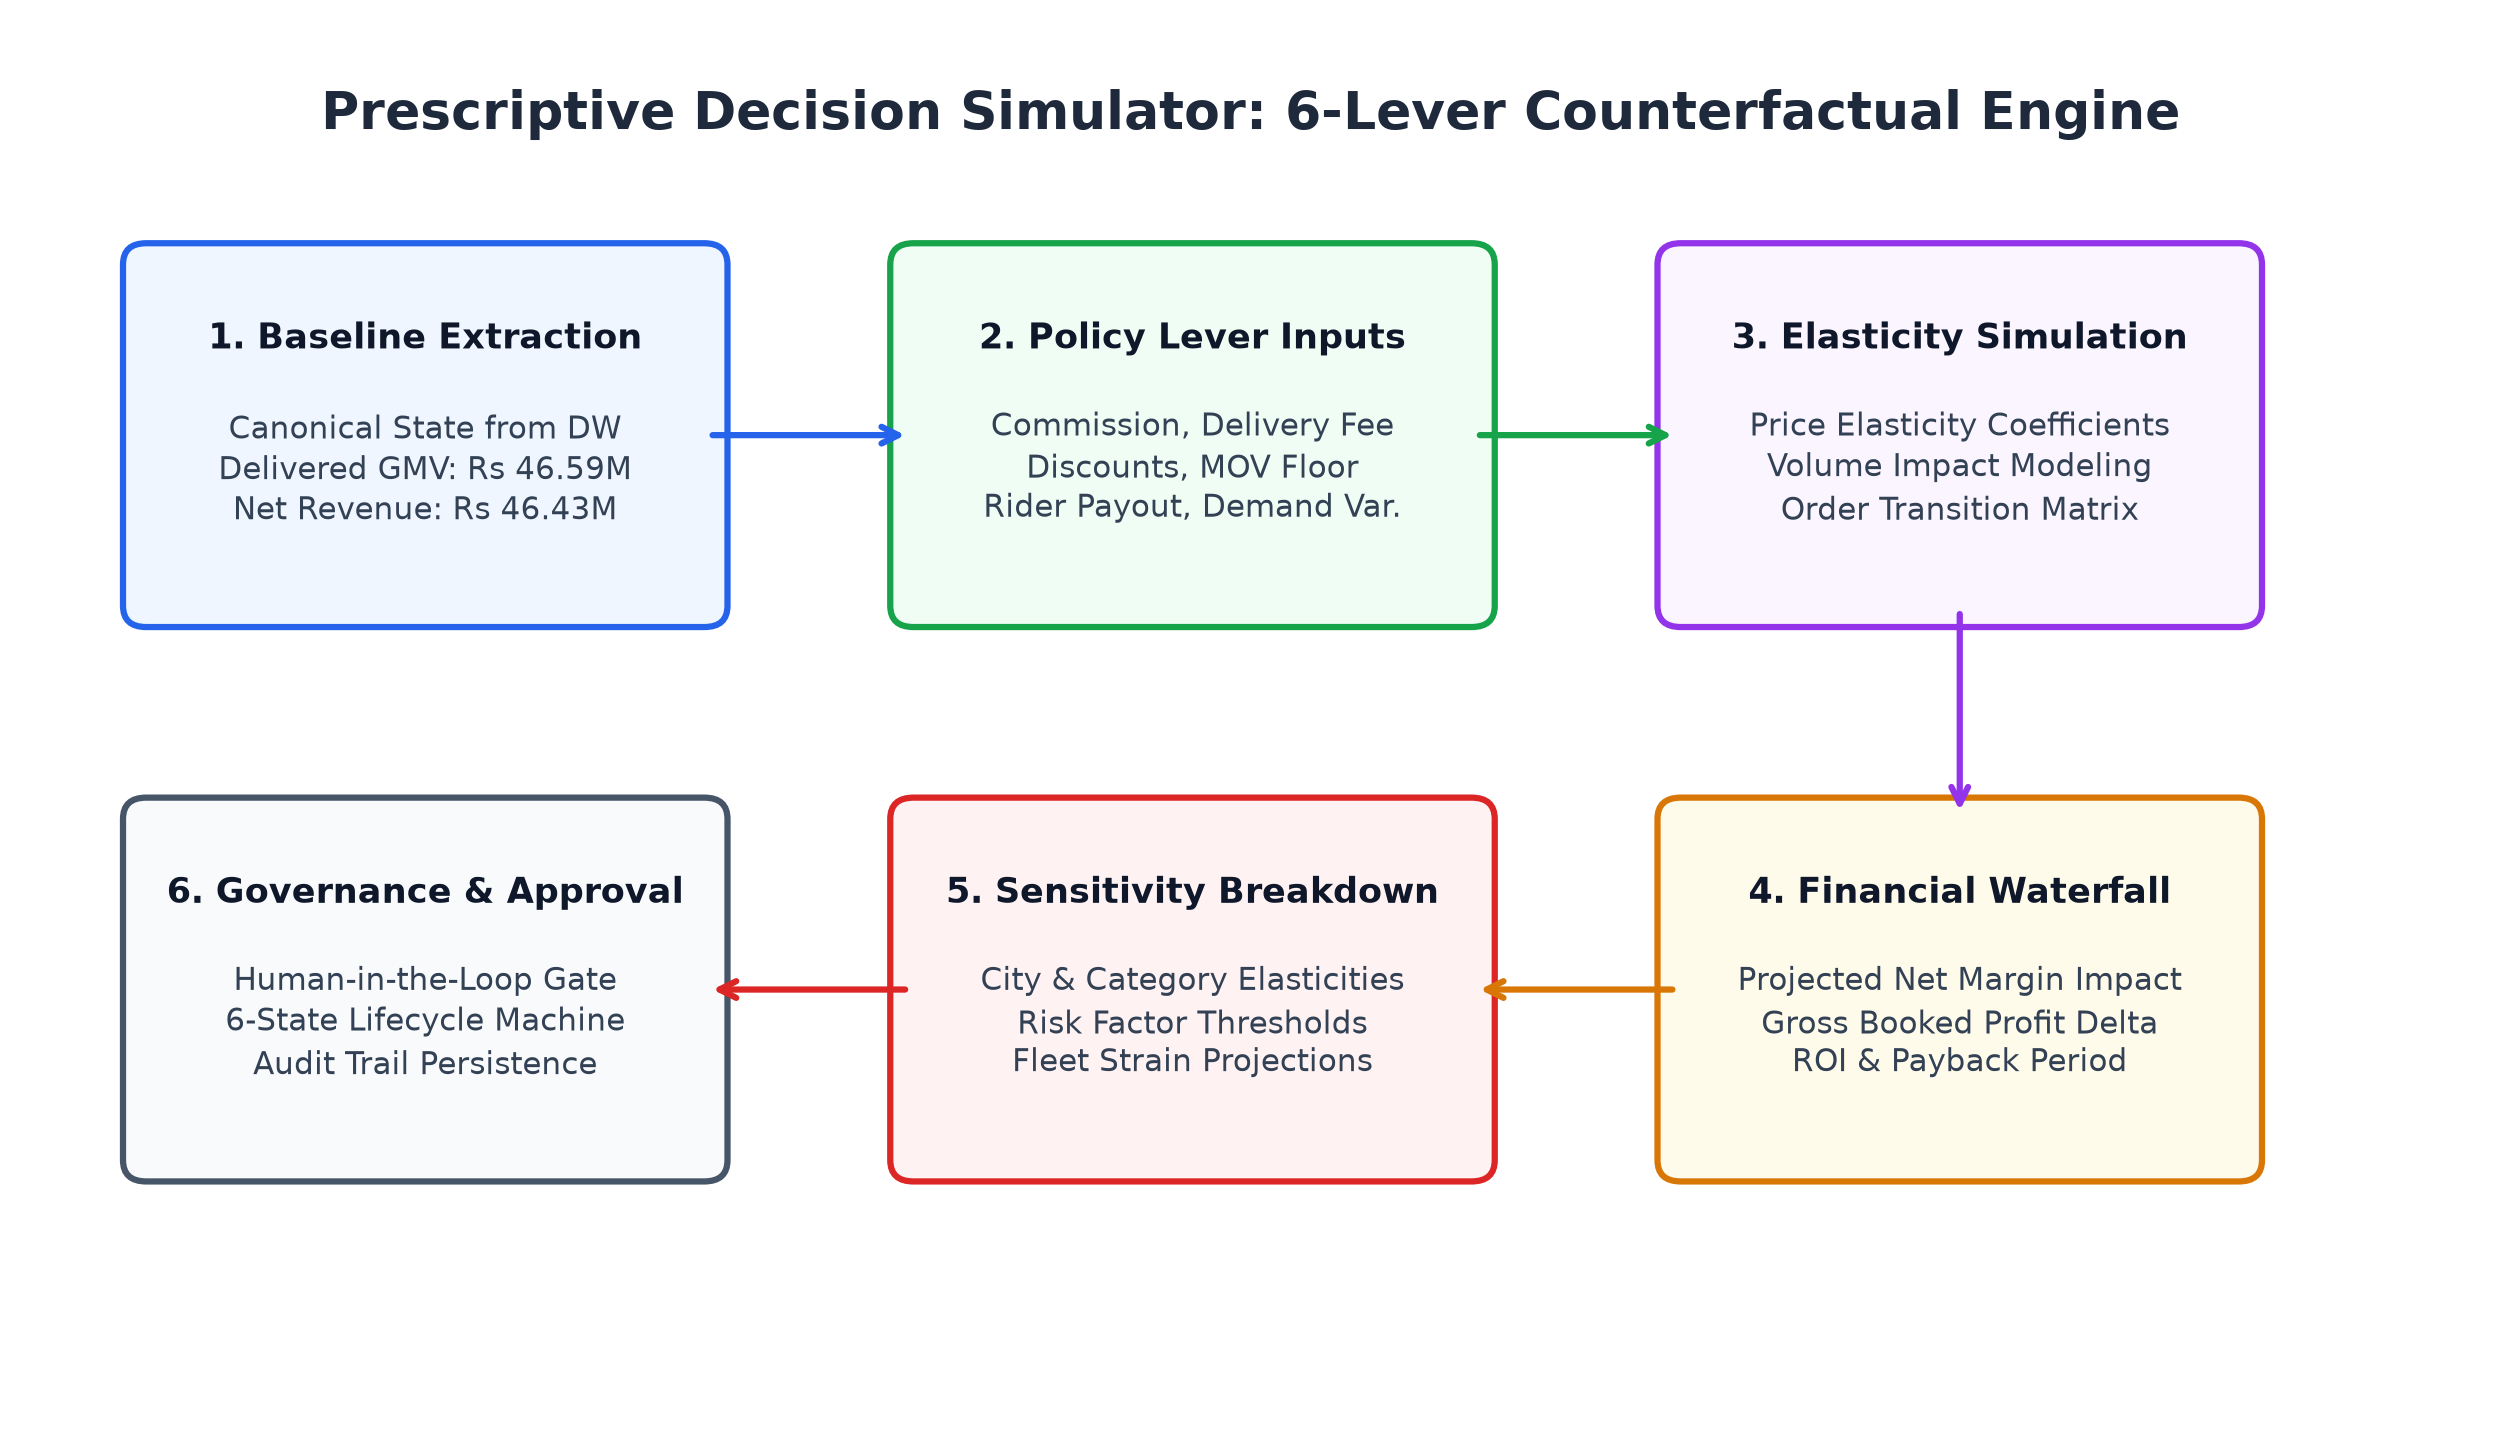 Prescriptive Decision Simulator: 6-Lever Counterfactual Engine
1. Baseline Extraction
Canonical State from DW
Delivered GMV: Rs 46.59M
Net Revenue: Rs 46.43M
2. Policy Lever Inputs
Commission, Delivery Fee
Discounts, MOV Floor
Rider Payout, Demand Var.
3. Elasticity Simulation
Price Elasticity Coefficients
Volume Impact Modeling
Order Transition Matrix
4. Financial Waterfall
Projected Net Margin Impact
Gross Booked Profit Delta
ROI & Payback Period
5. Sensitivity Breakdown
City & Category Elasticities
Risk Factor Thresholds
Fleet Strain Projections
6. Governance & Approval
Human-in-the-Loop Gate
6-State Lifecycle Machine
Audit Trail Persistence